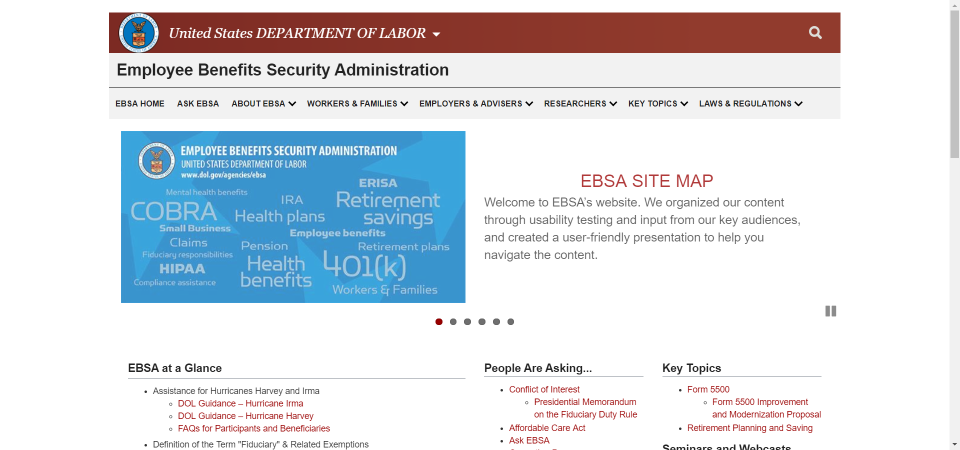 United States DEPARTMENT OF LABOR
Employee Benefits Security Administration
EBSA HOME ASK EBSA ABOUT EBSA WORKERS & FAMILIES EMPLOYERS & ADVISERS RESEARCHERS KEY TOPICS LAWS & REGULATIONS
EMPLOYEE BENEFITS SECURITY ADMINISTRATION
UNITED STATES DEPARTMENT OF LABOR
www.dol.gov/agencies/ebsa
ERISA
Mental health benefits
IRA
Retirement savings
COBRA
Health plans
Small Business
Employee benefits
Claims
Pension
Retirement plans
Fiduciary responsibilities
HIPAA
Health benefits
401(k)
Compliance assistance
Workers & Families
EBSA SITE MAP
Welcome to EBSA's website. We organized our content
through usability testing and input from our key audiences,
and created a user-friendly presentation to help you
navigate the content.
EBSA at a Glance
Assistance for Hurricanes Harvey and Irma
DOL Guidance – Hurricane Irma
DOL Guidance – Hurricane Harvey
FAQs for Participants and Beneficiaries
Definition of the Term "Fiduciary" & Related Exemptions
People Are Asking...
Conflict of Interest
Presidential Memorandum
on the Fiduciary Duty Rule
Affordable Care Act
Ask EBSA
Key Topics
Form 5500
Form 5500 Improvement
and Modernization Proposal
Retirement Planning and Saving
Seminars and Webcasts